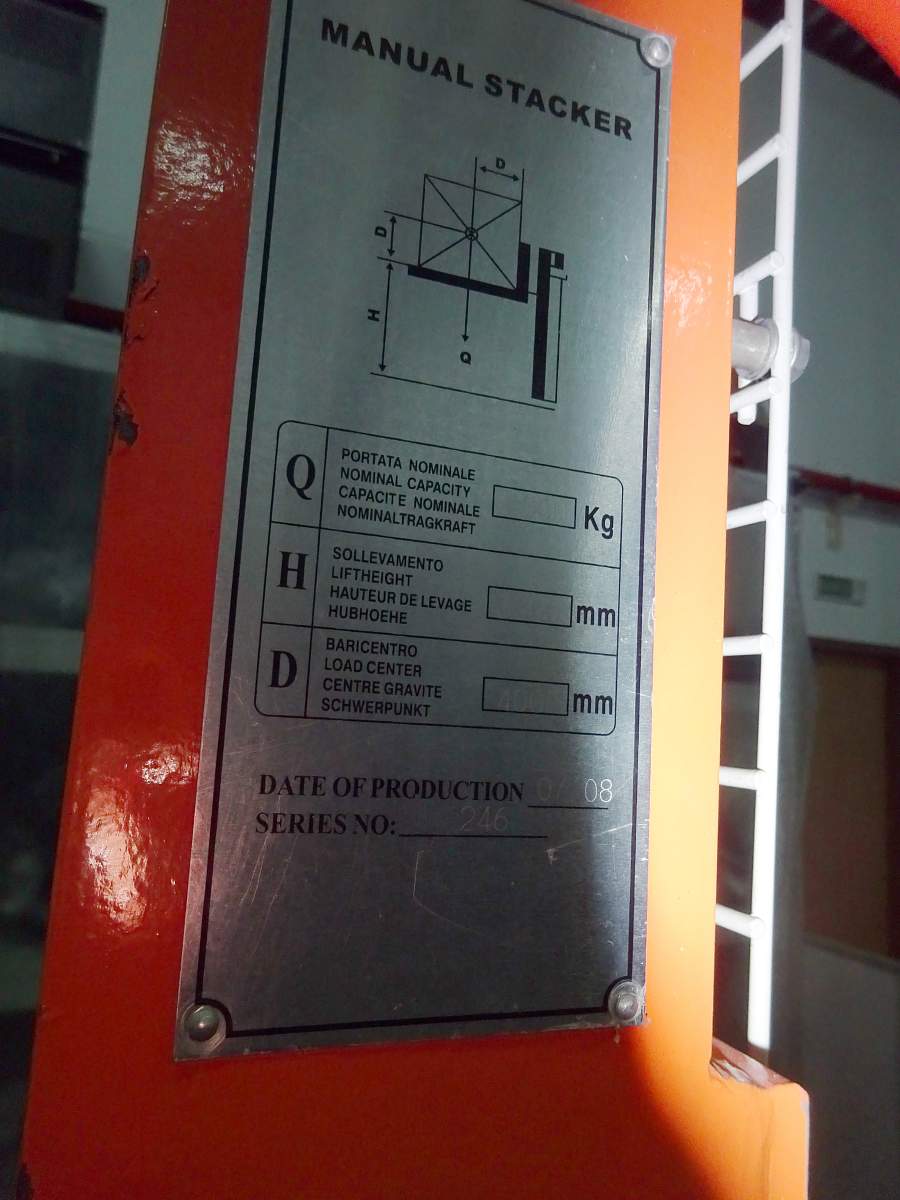 MANUAL STACKER
D
D
H
Q
Q
PORTATA NOMINALE
NOMINAL CAPACITY
CAPACITE NOMINALE
NOMINALTRAGKRAFT
Kg
H
SOLLEVAMENTO
LIFTHEIGHT
HAUTEUR DE LEVAGE
HUBHOEHE
mm
D
BARICENTRO
LOAD CENTER
CENTRE GRAVITE
SCHWERPUNKT
mm
DATE OF PRODUCTION 08
SERIES NO: 246